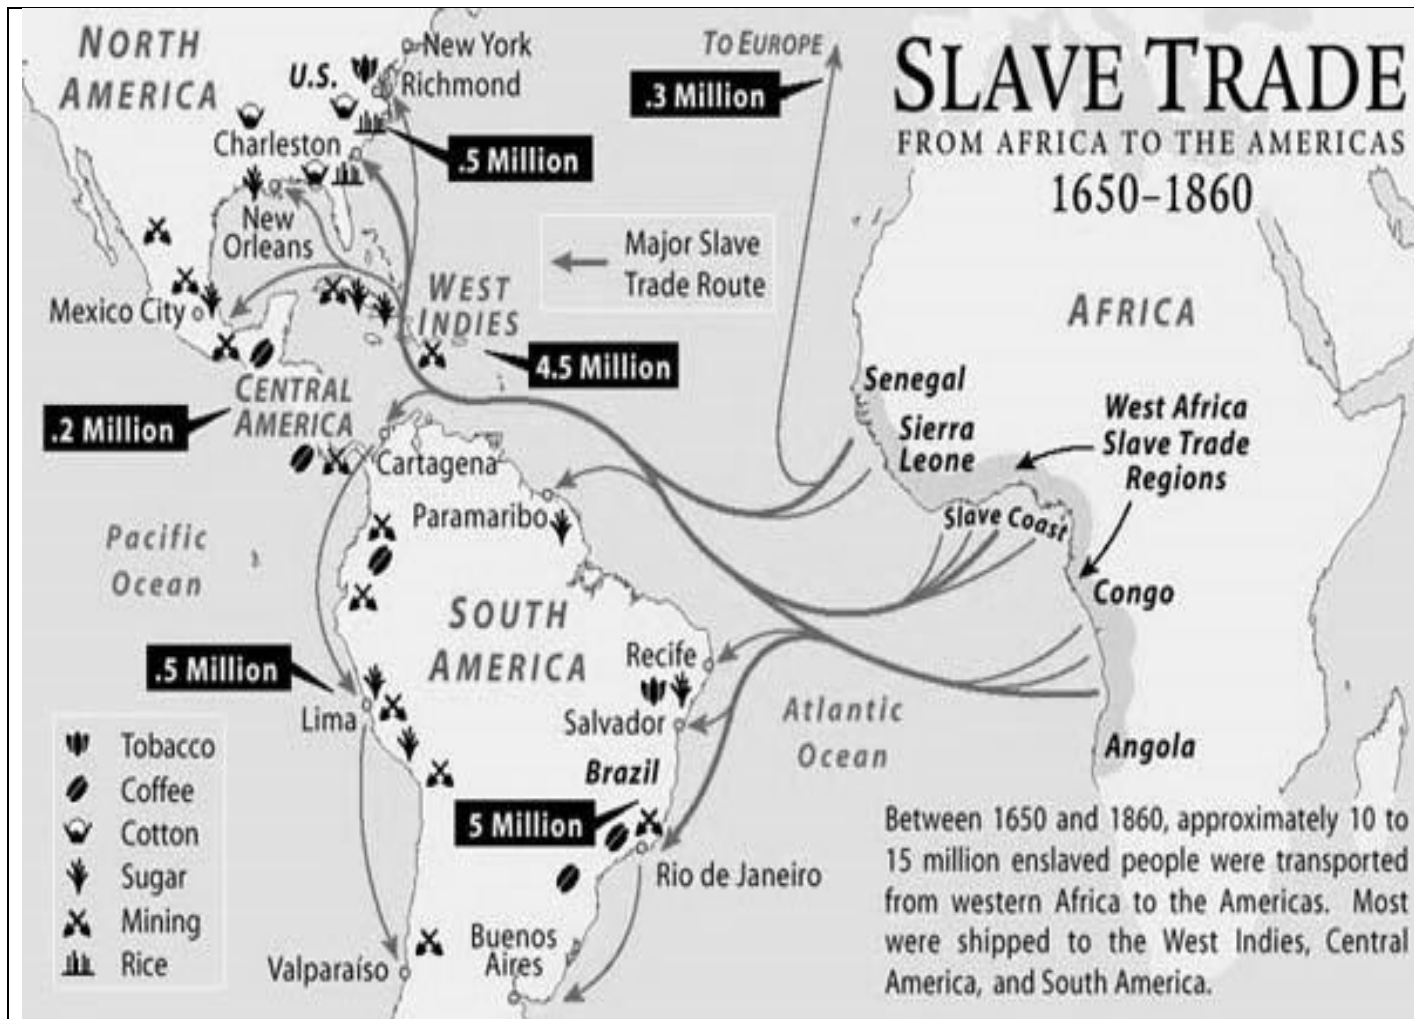 SLAVE TRADE
FROM AFRICA TO THE AMERICAS
1650–1860
NORTH
AMERICA
U.S.
New York
Richmond
TO EUROPE
.3 Million
Charleston
.5 Million
New
Orleans
Major Slave
Trade Route
Mexico City
WEST
INDIES
4.5 Million
AFRICA
CENTRAL
AMERICA
.2 Million
Senegal
Sierra
Leone
West Africa
Slave Trade
Regions
Cartagena
Paramaribo
Slave Coast
Pacific
Ocean
Congo
SOUTH
AMERICA
.5 Million
Recife
Lima
Salvador
Atlantic
Ocean
Angola
Brazil
5 Million
Rio de Janeiro
Buenos
Aires
Valparaíso
Tobacco
Coffee
Cotton
Sugar
Mining
Rice
Between 1650 and 1860, approximately 10 to
15 million enslaved people were transported
from western Africa to the Americas. Most
were shipped to the West Indies, Central
America, and South America.